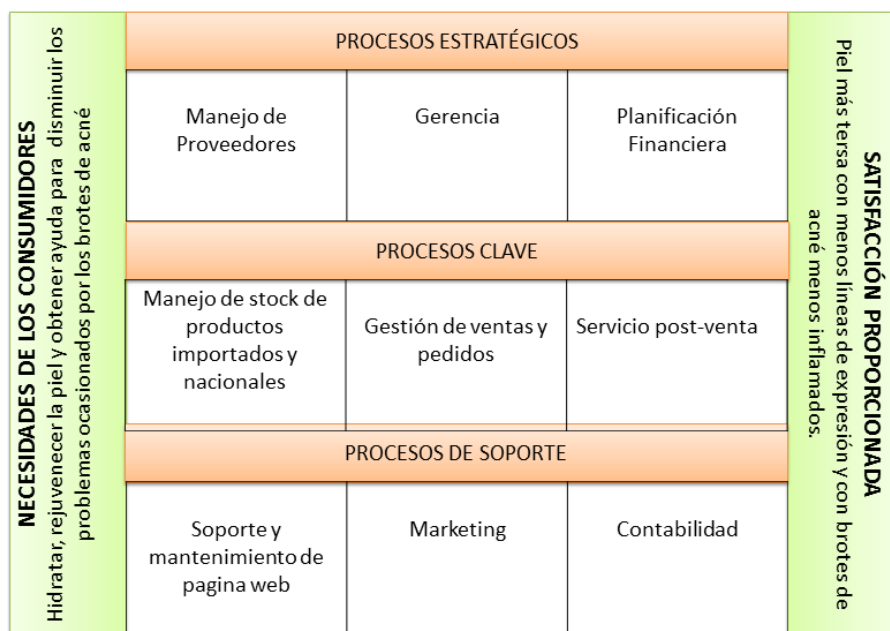 NECESIDADES DE LOS CONSUMIDORES
Hidratar, rejuvenecer la piel y obtener ayuda para disminuir los
problemas ocasionados por los brotes de acné
PROCESOS ESTRATÉGICOS
Manejo de
Proveedores
Gerencia
Planificación
Financiera
PROCESOS CLAVE
Manejo de stock de
productos
importados y
nacionales
Gestión de ventas y
pedidos
Servicio post-venta
PROCESOS DE SOPORTE
Soporte y
mantenimiento de
pagina web
Marketing
Contabilidad
SATISFACCIÓN PROPORCIONADA
Piel más tersa con menos líneas de expresión y con brotes de
acné menos inflamados.